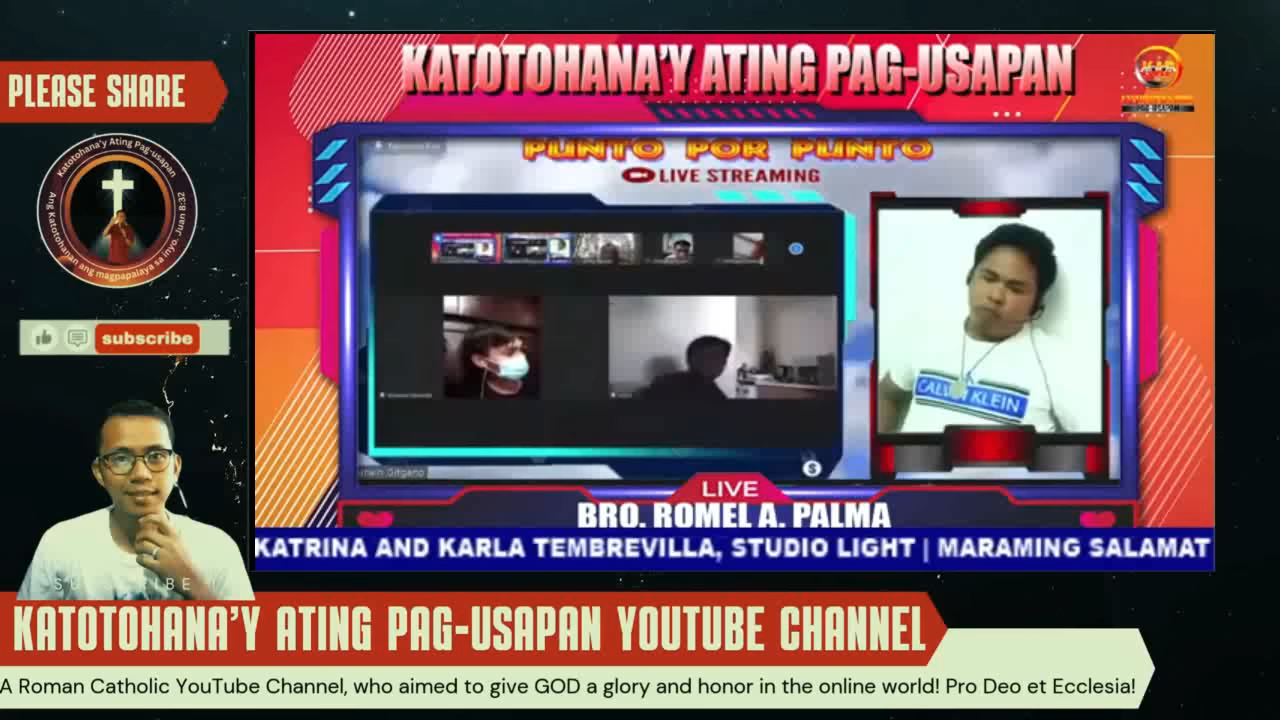 PLEASE SHARE
Katotohana'y Ating Pag-usapan
Ang Katotohanan ang magpapalaya sa inyo. Juan 8:32
subscribe
SUBSCRIBE
KATOTOHANA'Y ATING PAG-USAPAN
PAG-USAPAN
PUNTO POR PUNTO
LIVE STREAMING
CALVIN KLEIN
LIVE
BRO. ROMEL A. PALMA
KATRINA AND KARLA TEMBREVILLA, STUDIO LIGHT | MARAMING SALAMAT
KATOTOHANA'Y ATING PAG-USAPAN YOUTUBE CHANNEL
A Roman Catholic YouTube Channel, who aimed to give GOD a glory and honor in the online world! Pro Deo et Ecclesia!